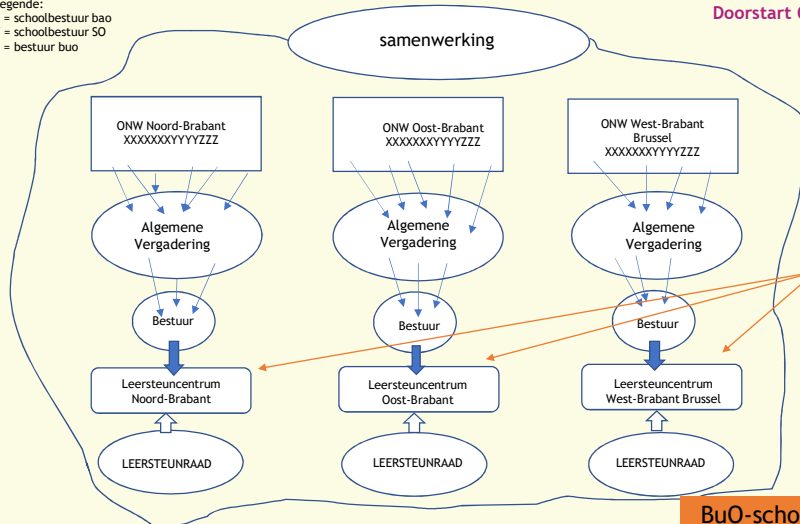 egende:
= schoolbestuur bao
= schoolbestuur SO
= bestuur buo
Doorstart
samenwerking
ONW Noord-Brabant
XXXXXXXYYYYZZZ
ONW Oost-Brabant
XXXXXXXYYYYZZZ
ONW West-Brabant
Brussel
XXXXXXXYYYYZZZ
Algemene
Vergadering
Algemene
Vergadering
Algemene
Vergadering
Bestuur
Bestuur
Bestuur
Leersteuncentrum
Noord-Brabant
Leersteuncentrum
Oost-Brabant
Leersteuncentrum
West-Brabant Brussel
LEERSTEUNRAAD
LEERSTEUNRAAD
LEERSTEUNRAAD
BuO-scho